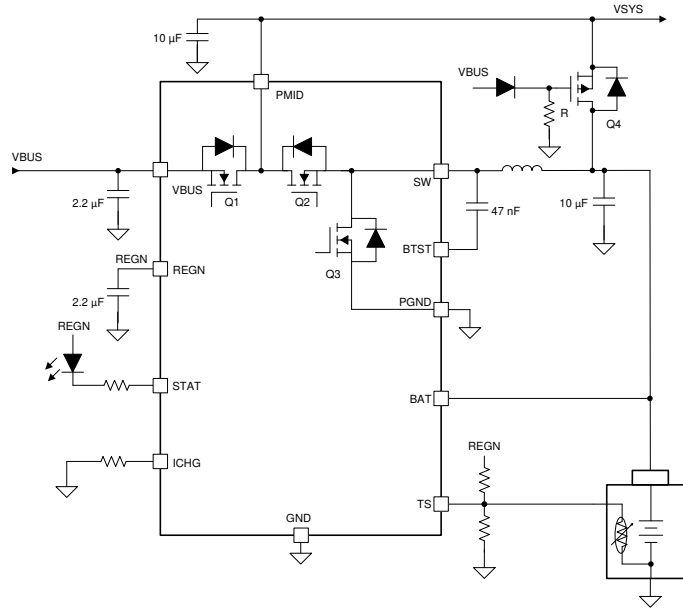 VSYS
10 µF
PMID
VBUS
R
Q4
VBUS
VBUS
Q1
Q2
SW
2.2 µF
47 nF
10 µF
Q3
BTST
REGN
REGN
2.2 µF
PGND
REGN
STAT
BAT
ICHG
REGN
TS
GND